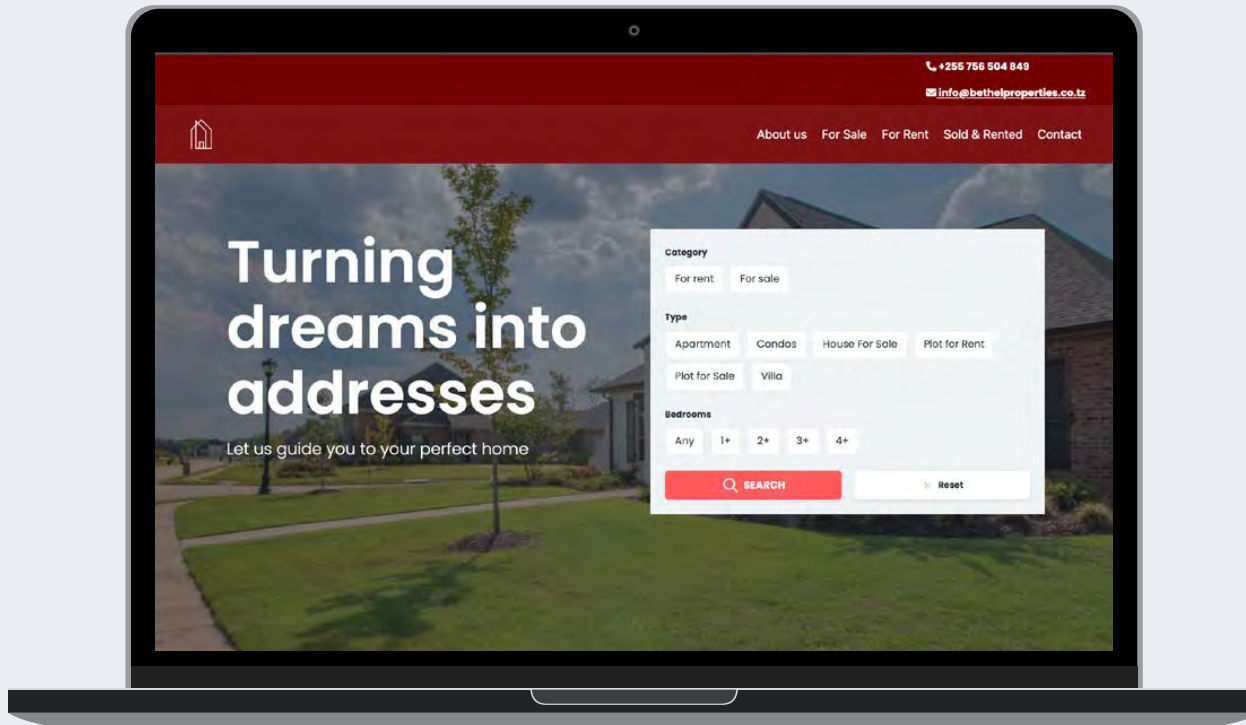 +255 756 504 849
info@bethelproperties.co.tz
About us For Sale For Rent Sold & Rented Contact
Turning
dreams into
addresses
Let us guide you to your perfect home
Category
For rent For sale
Type
Apartment Condos House For Sale Plot for Rent
Plot for Sale Villa
Bedrooms
Any 1+ 2+ 3+ 4+
SEARCH Reset